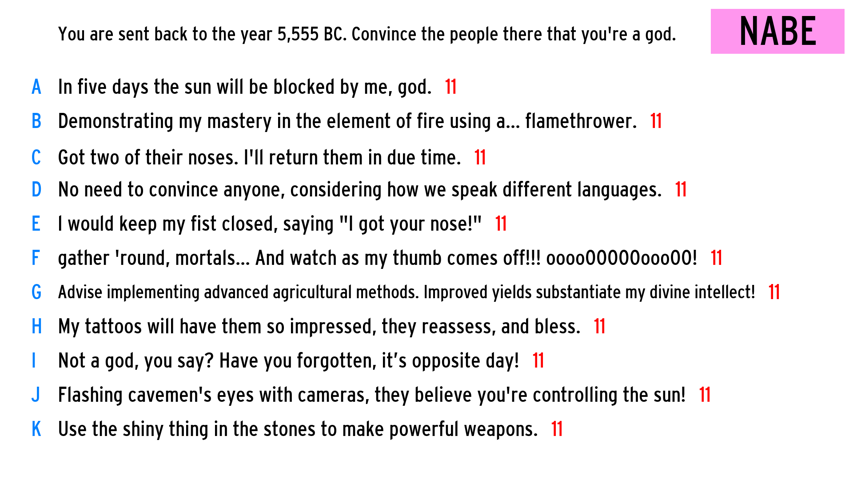 You are sent back to the year 5,555 BC. Convince the people there that you're a god.
NABE
A In five days the sun will be blocked by me, god. 11
B Demonstrating my mastery in the element of fire using a... flamethrower. 11
C Got two of their noses. I'll return them in due time. 11
D No need to convince anyone, considering how we speak different languages. 11
E I would keep my fist closed, saying "I got your nose!" 11
F gather 'round, mortals... And watch as my thumb comes off!!! oooo00000ooo00! 11
G Advise implementing advanced agricultural methods. Improved yields substantiate my divine intellect! 11
H My tattoos will have them so impressed, they reassess, and bless. 11
I Not a god, you say? Have you forgotten, it’s opposite day! 11
J Flashing cavemen's eyes with cameras, they believe you're controlling the sun! 11
K Use the shiny thing in the stones to make powerful weapons. 11